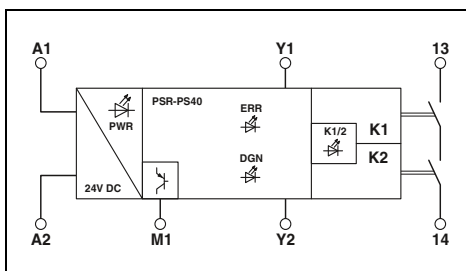 A1 Y1 13
PSR-PS40 ERR
PWR K1/2 K1
DGN K2
24V DC
A2 M1 Y2 14